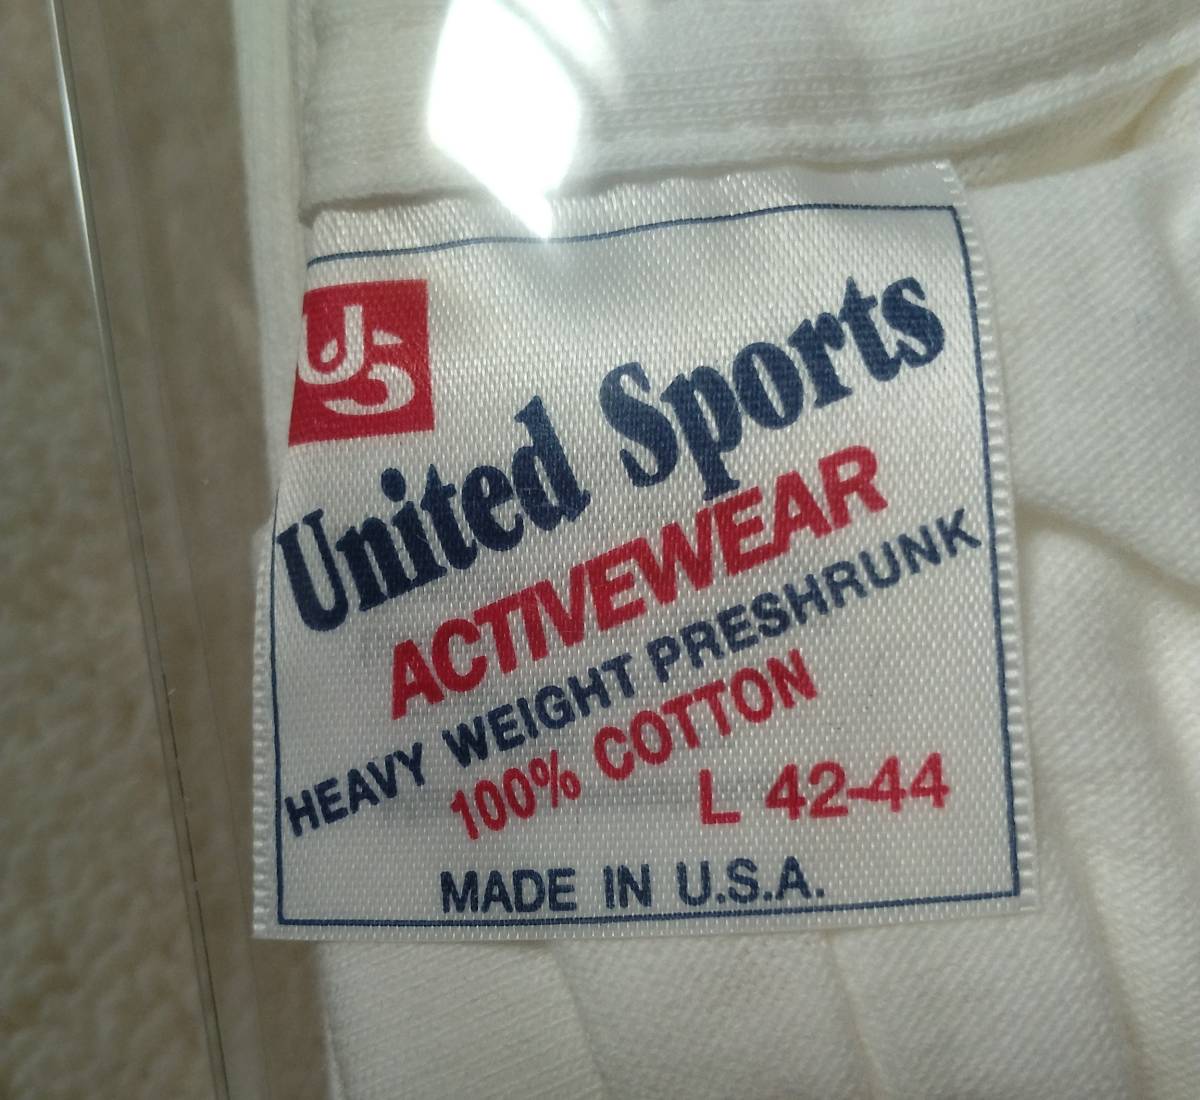 US
United Sports
ACTIVEWEAR
HEAVY WEIGHT PRESHRUNK
100% COTTON
L 42-44
MADE IN U.S.A.